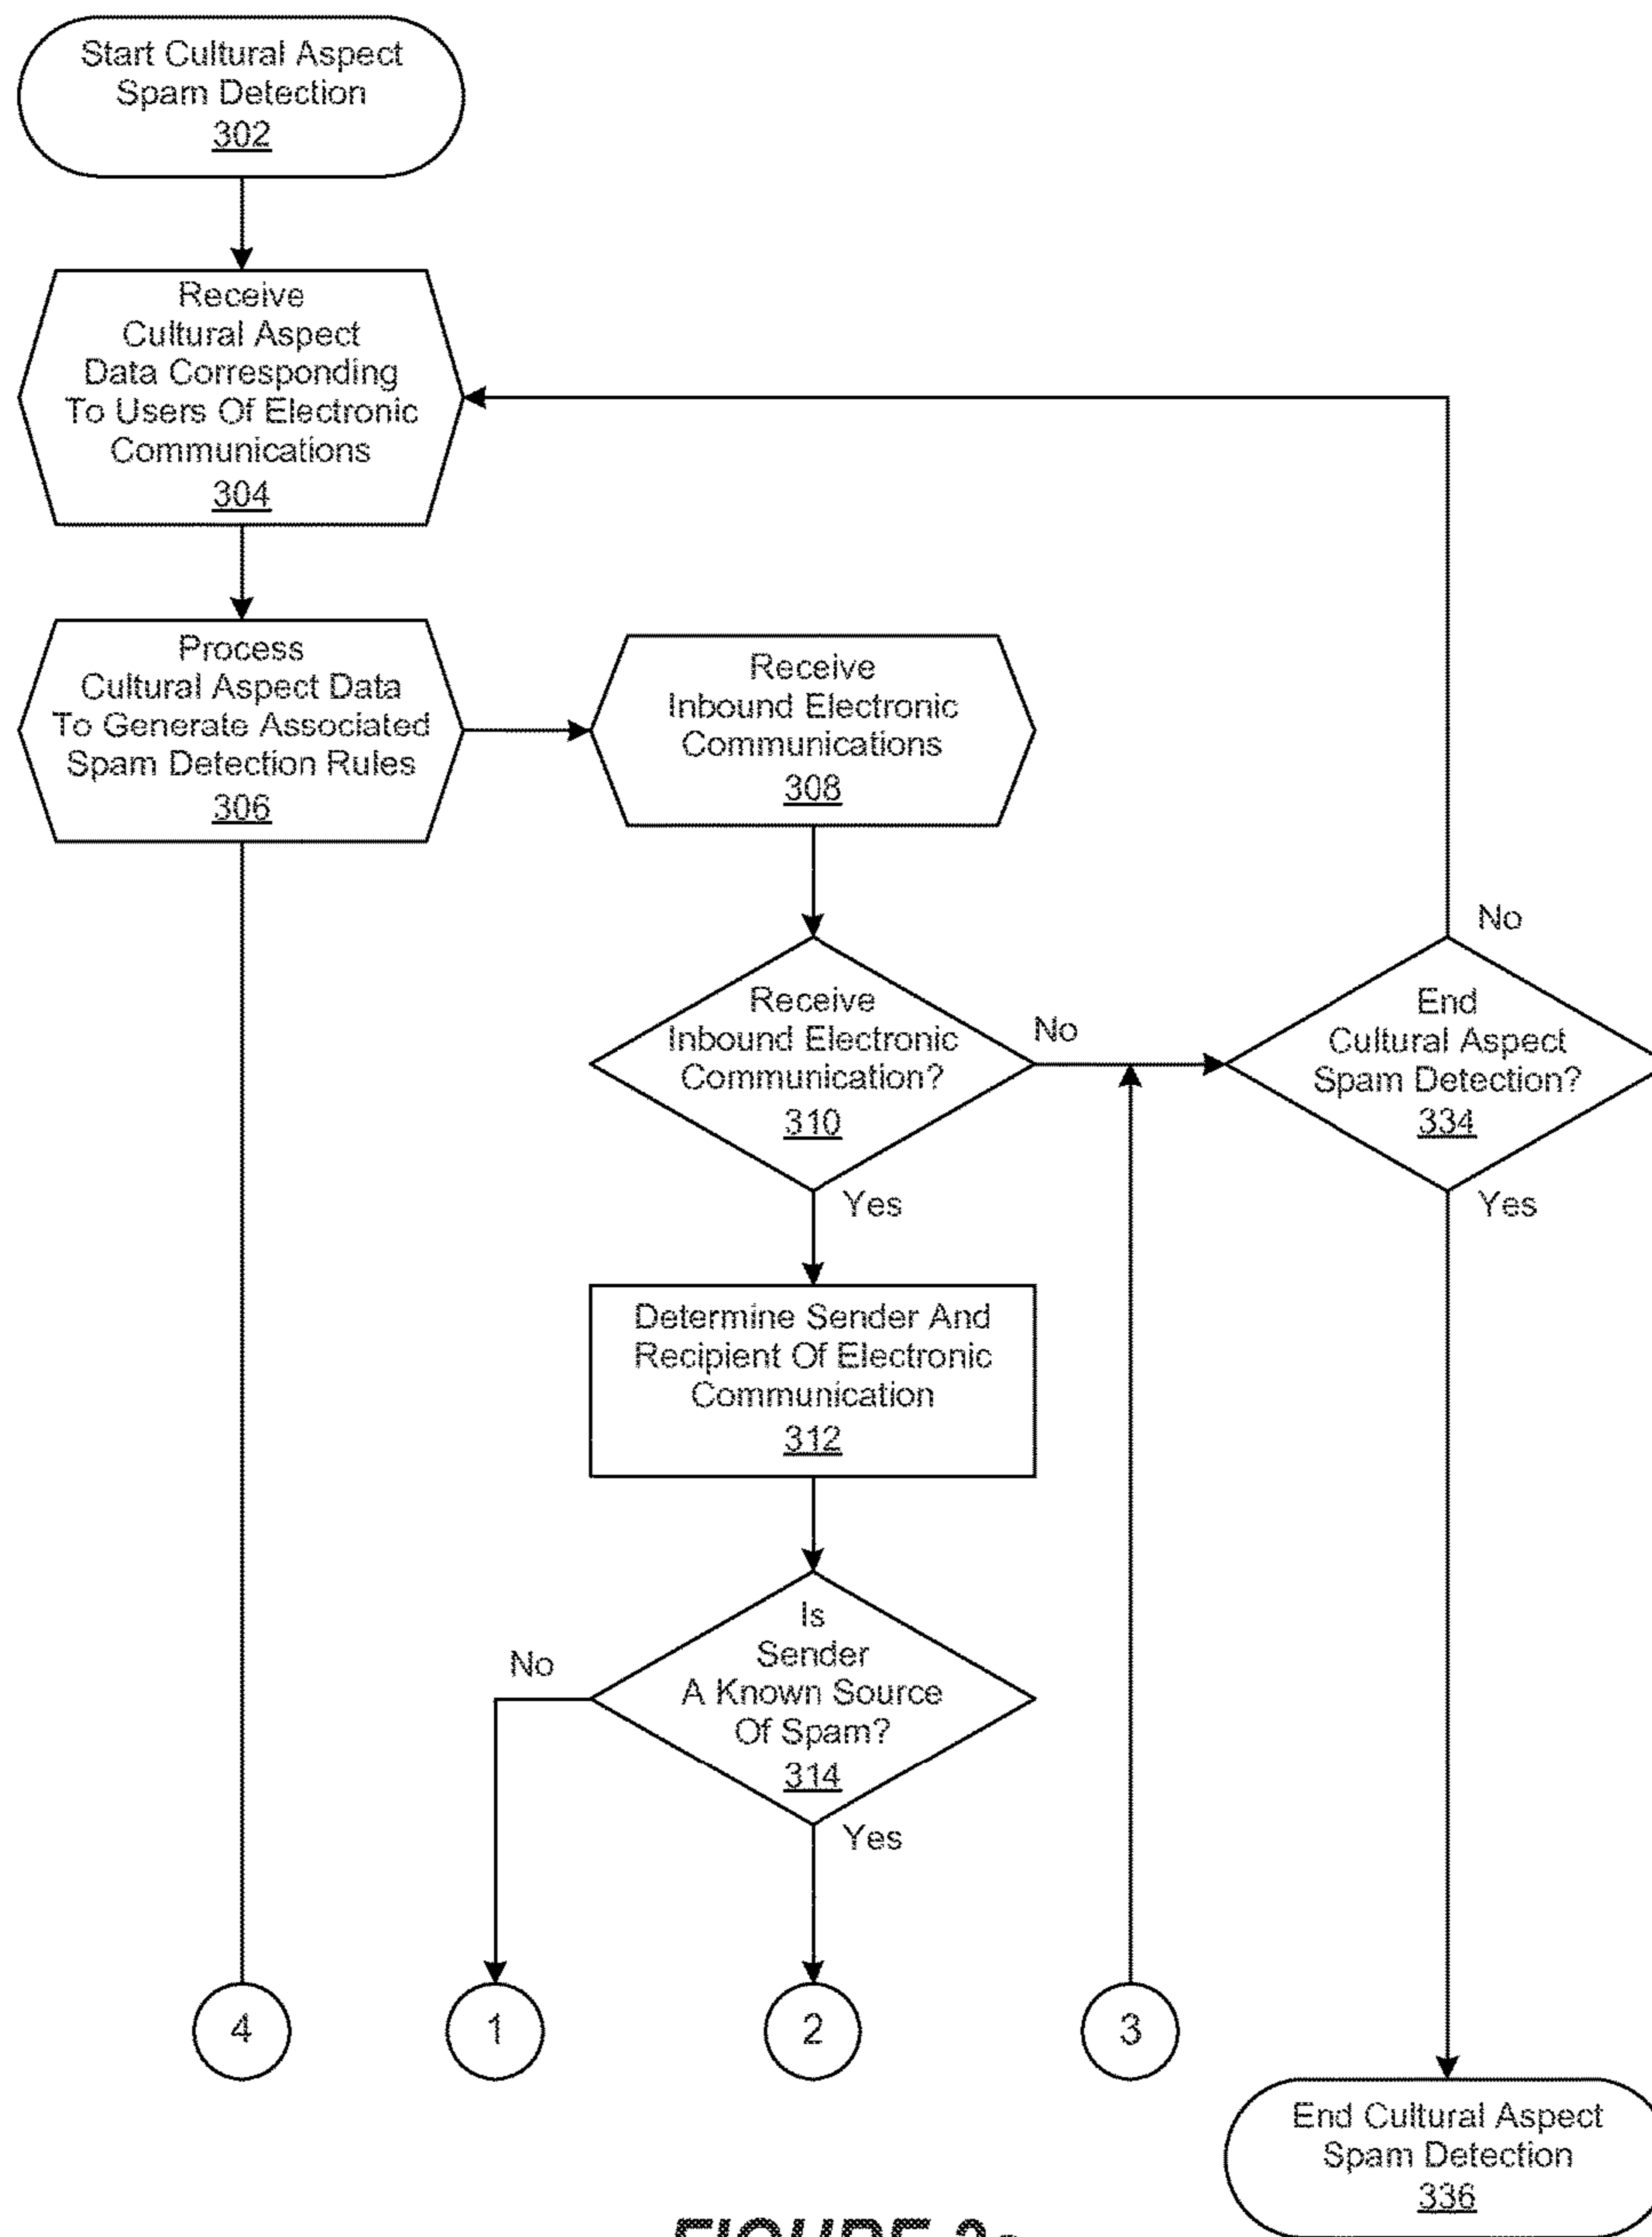 Start Cultural Aspect
Spam Detection
302
Receive
Cultural Aspect
Data Corresponding
To Users Of Electronic
Communications
304
Process
Cultural Aspect Data
To Generate Associated
Spam Detection Rules
306
Receive
Inbound Electronic
Communications
308
Receive
Inbound Electronic
Communication?
310
No
Yes
End
Cultural Aspect
Spam Detection?
334
No
Yes
Determine Sender And
Recipient Of Electronic
Communication
312
Is
Sender
A Known Source
Of Spam?
314
No
Yes
4
1
2
3
End Cultural Aspect
Spam Detection
336
FIGURE